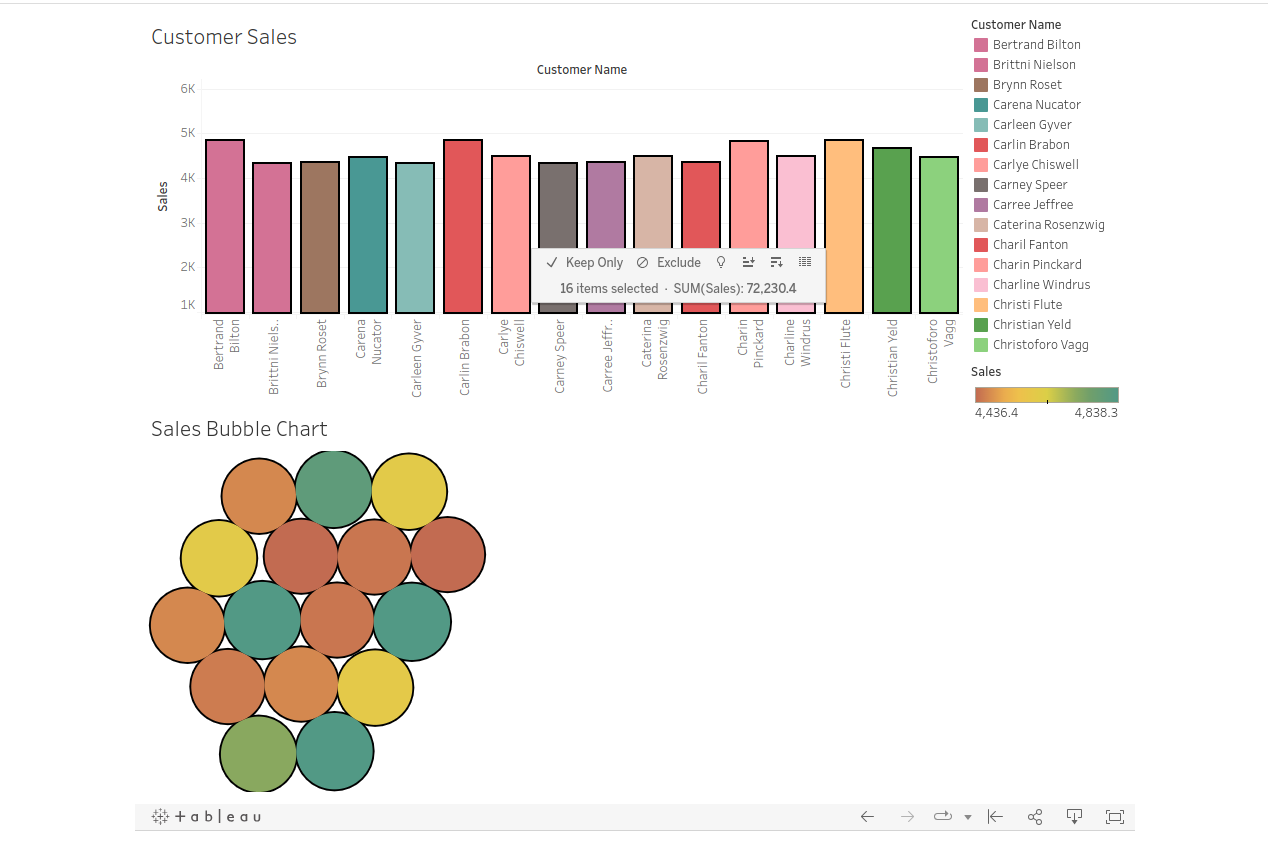 Customer Sales
Customer Name
6K
5K
4K
3K
2K
1K
Sales
Keep Only
Exclude
16 items selected · SUM(Sales): 72,230.4
Bertrand
Bilton
Brittni Niels..
Brynn Roset
Carena
Nucator
Carleen Gyver
Carlin Brabon
Carlye
Chiswell
Carney Speer
Carree Jeffr..
Caterina
Rosenzwig
Charil Fanton
Charin
Pinckard
Charline
Windrus
Christi Flute
Christian Yeld
Christoforo
Vagg
Customer Name
Bertrand Bilton
Brittni Nielson
Brynn Roset
Carena Nucator
Carleen Gyver
Carlin Brabon
Carlye Chiswell
Carney Speer
Carree Jeffree
Caterina Rosenzwig
Charil Fanton
Charin Pinckard
Charline Windrus
Christi Flute
Christian Yeld
Christoforo Vagg
Sales
4,436.4
4,838.3
Sales Bubble Chart
+ a b l e a u